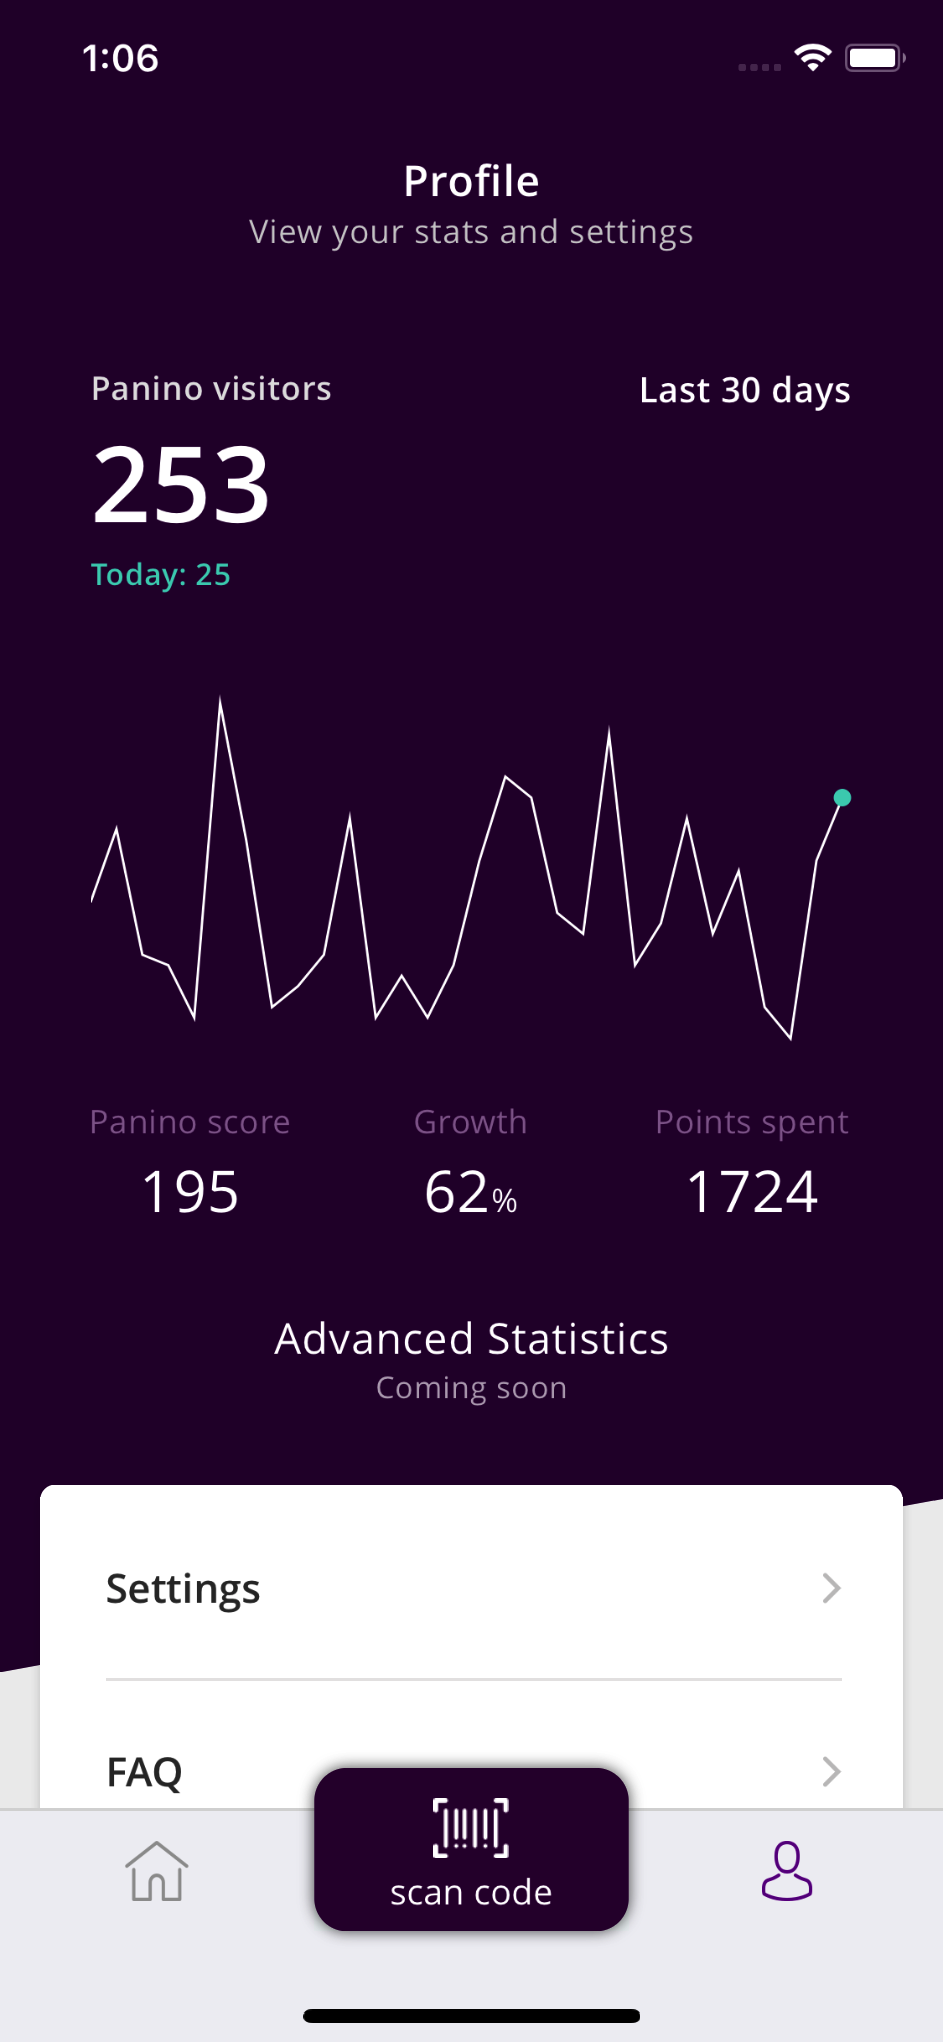 1:06
Profile
View your stats and settings
Panino visitors
Last 30 days
253
Today: 25
Panino score
Growth
Points spent
195
62%
1724
Advanced Statistics
Coming soon
Settings
FAQ
scan code